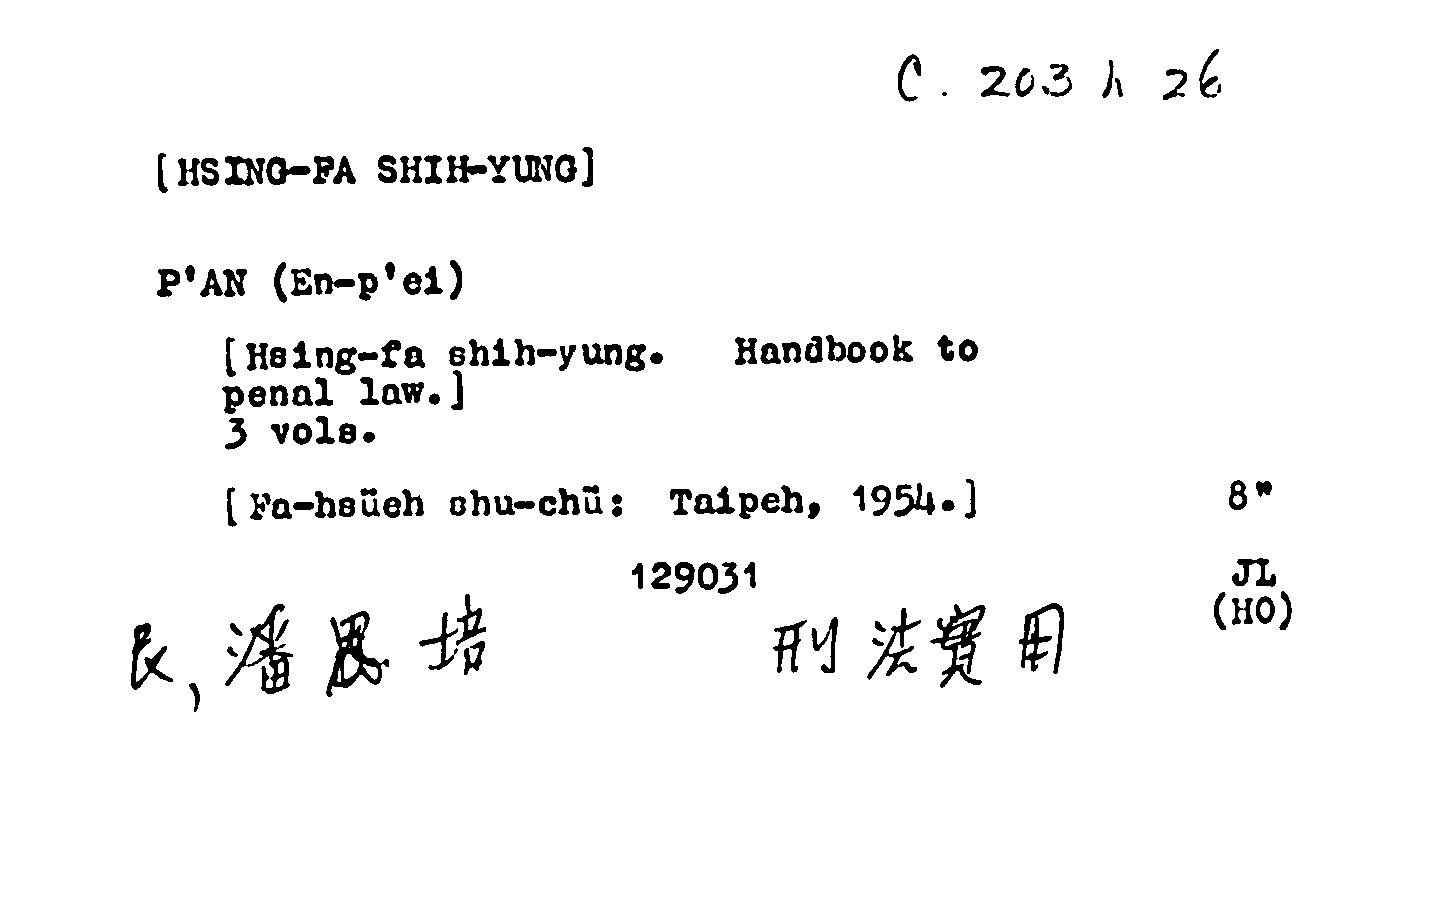 C. 203 h 26
[HSING-FA SHIH-YUNG]
P'AN (En-p'ei)
[Hsing-fa shih-yung. Handbook to
penal law.]
3 vols.
[Fa-hsüeh shu-chü: Taipeh, 1954.] 8"
129031 JL
(HO)
民, 潘恩培 刑法實用